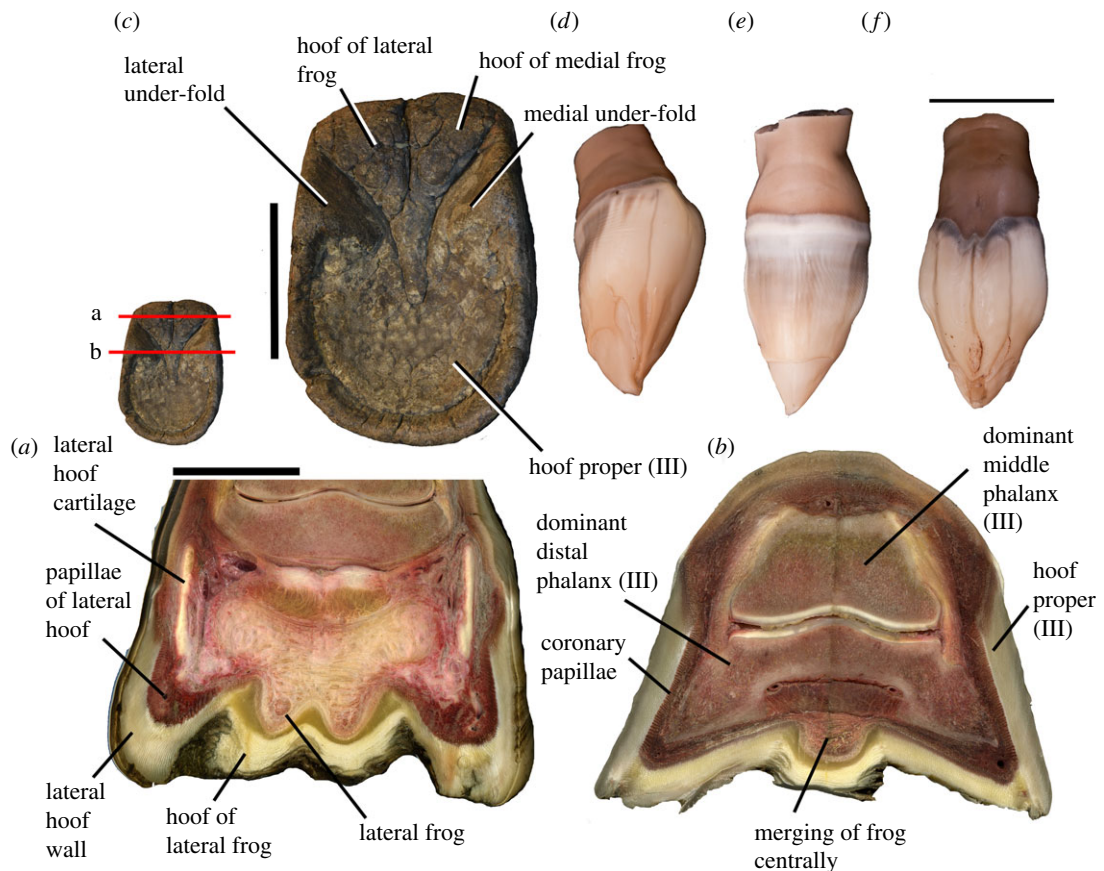 (c)
(d)
(e)
(f)
lateral
under-fold
hoof of lateral
frog
hoof of medial frog
medial under-fold
a
b
hoof proper (III)
(a)
lateral
hoof
cartilage
papillae
of lateral
hoof
lateral
hoof
wall
hoof of
lateral frog
lateral frog
(b)
dominant
middle
phalanx
(III)
dominant
distal
phalanx (III)
coronary
papillae
hoof
proper
(III)
merging of frog
centrally